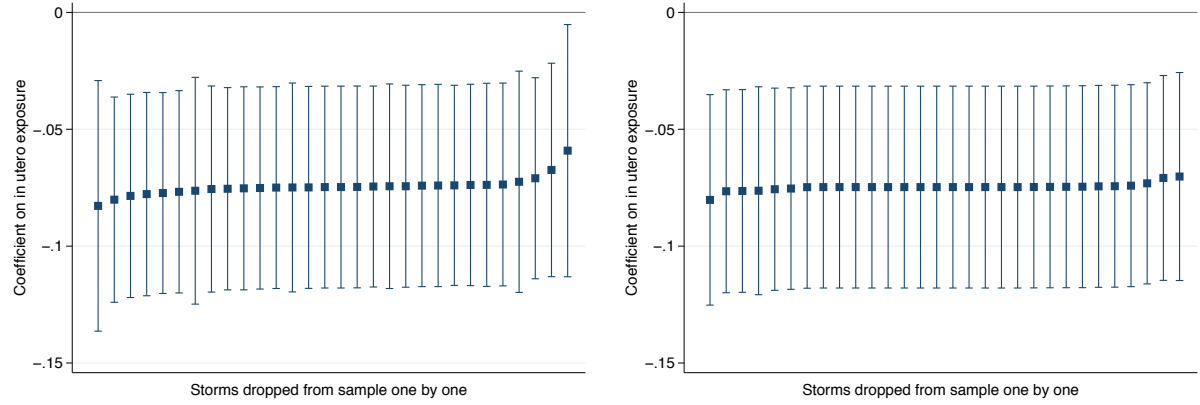 0
−.05
−.1
−.15
Coefficient on in utero exposure
Storms dropped from sample one by one
0
−.05
−.1
−.15
Coefficient on in utero exposure
Storms dropped from sample one by one